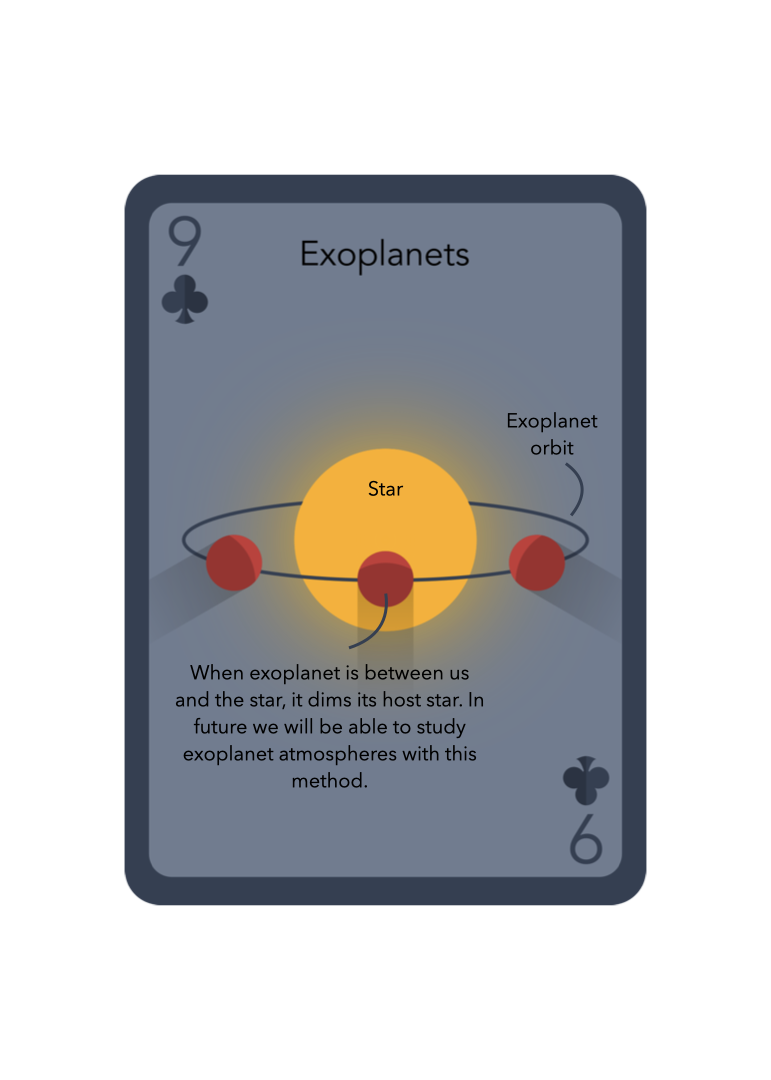 9
Exoplanets
Exoplanet
orbit
Star
When exoplanet is between us
and the star, it dims its host star. In
future we will be able to study
exoplanet atmospheres with this
method.
9